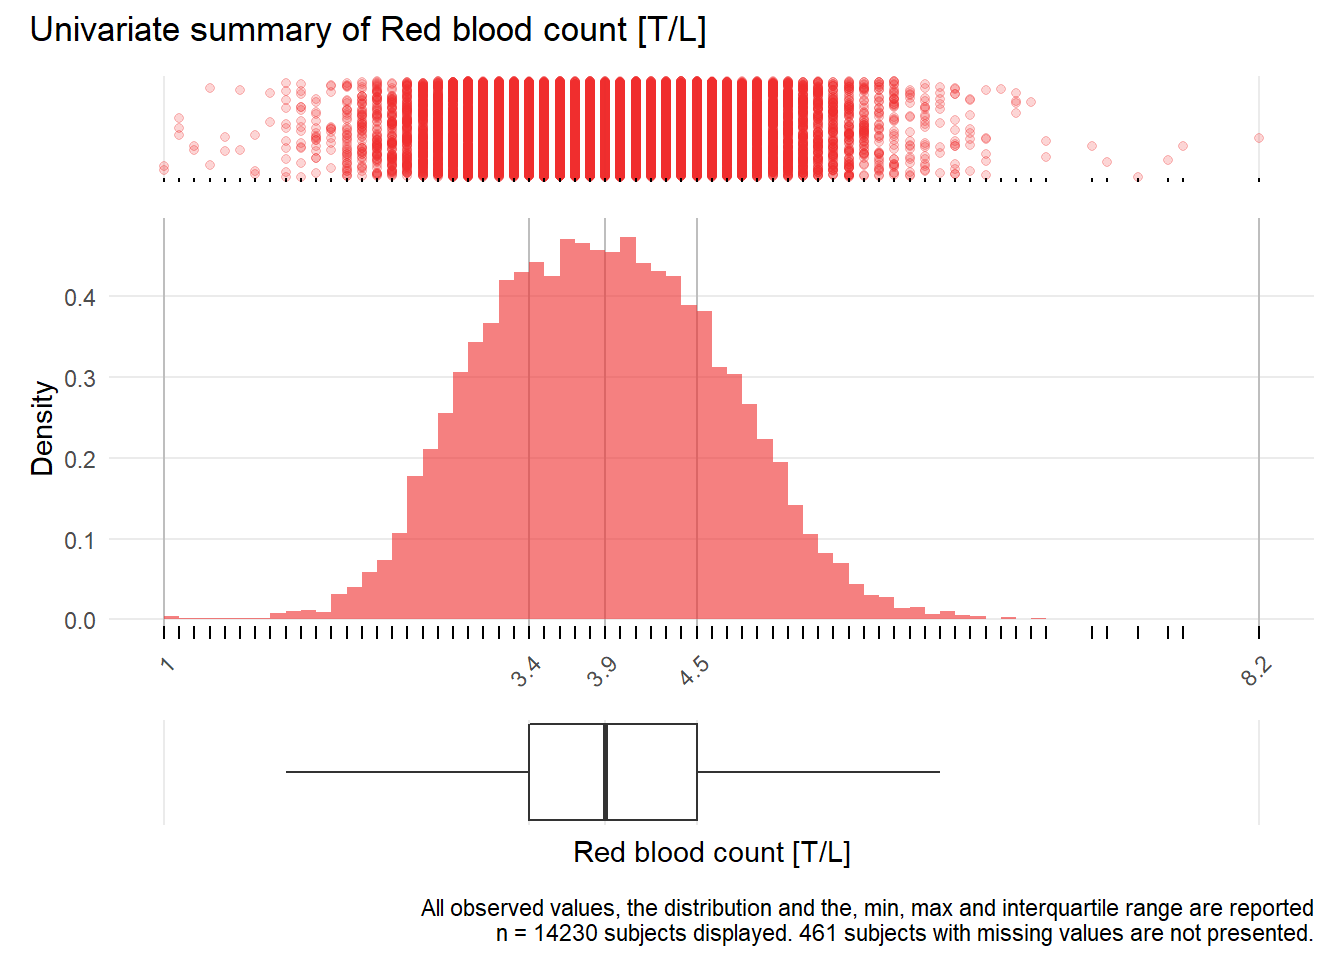 Univariate summary of Red blood count [T/L]
Density
0.4
0.3
0.2
0.1
0.0
1
3.4
3.9
4.5
8.2
Red blood count [T/L]
All observed values, the distribution and the, min, max and interquartile range are reported
n = 14230 subjects displayed. 461 subjects with missing values are not presented.